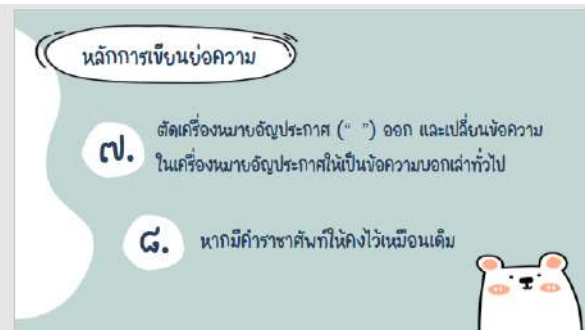 หลักการเขียนย่อความ
๗. ตัดเครื่องหมายอัญประกาศ (“ ”) ออก และเปลี่ยนข้อความ
ในเครื่องหมายอัญประกาศให้เป็นข้อความบอกเล่าทั่วไป
๘. หากมีคำราชาศัพท์ให้คงไว้เหมือนเดิม